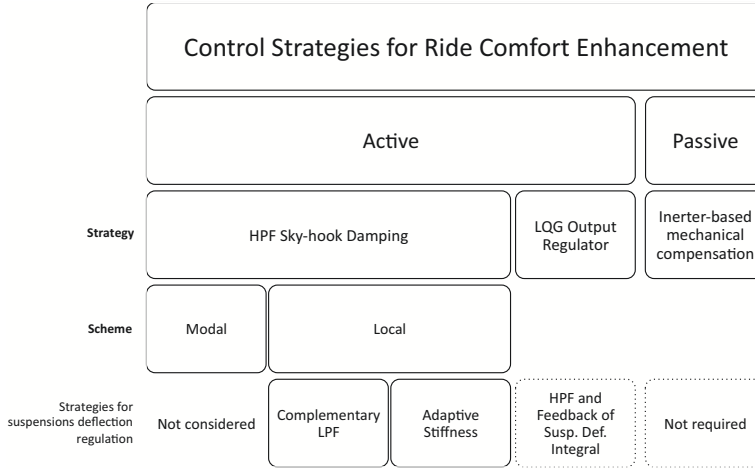 Control Strategies for Ride Comfort Enhancement
Active
Passive
Strategy
HPF Sky-hook Damping
LQG Output
Regulator
Inerter-based
mechanical
compensation
Scheme
Modal
Local
Strategies for
suspensions deflection
regulation
Not considered
Complementary
LPF
Adaptive
Stiffness
HPF and
Feedback of
Susp. Def.
Integral
Not required